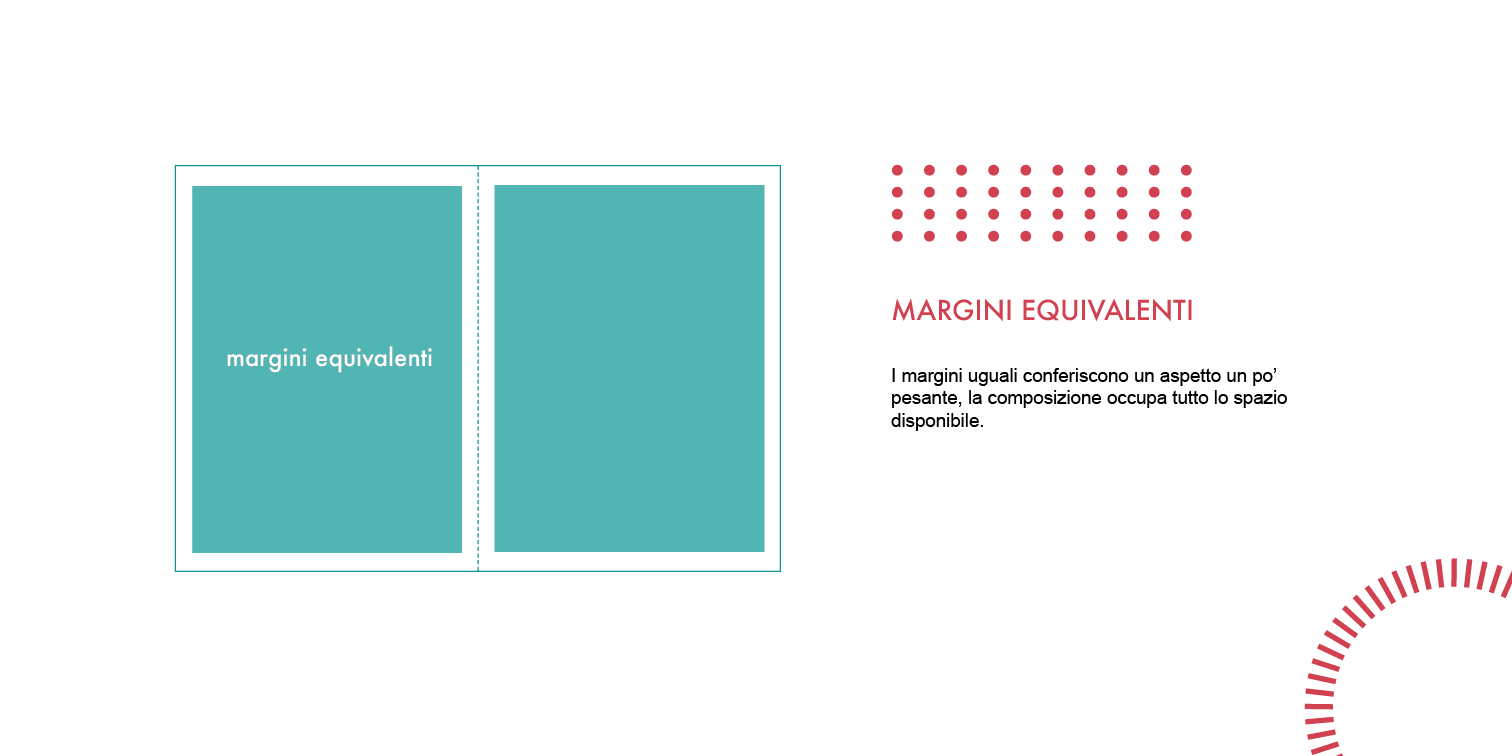 margini equivalenti
MARGINI EQUIVALENTI
I margini uguali conferiscono un aspetto un po’
pesante, la composizione occupa tutto lo spazio
disponibile.